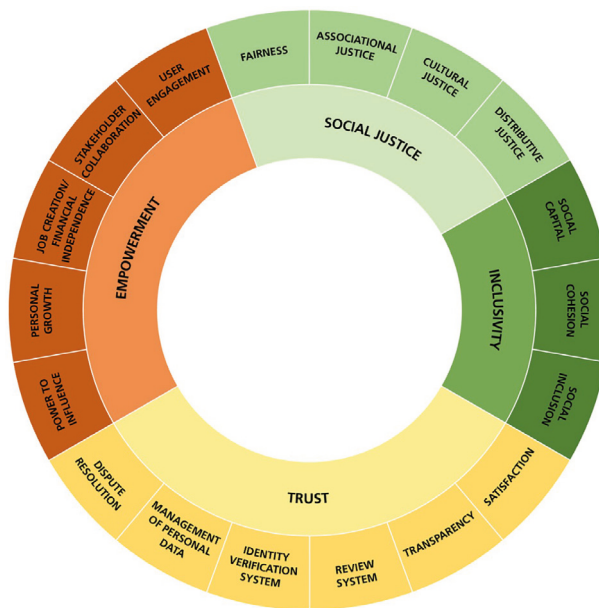 SOCIAL JUSTICE
FAIRNESS
ASSOCIATIONAL
JUSTICE
CULTURAL
JUSTICE
DISTRIBUTIVE
JUSTICE
INCLUSIVITY
SOCIAL
CAPITAL
SOCIAL
COHESION
SOCIAL
INCLUSION
TRUST
SATISFACTION
TRANSPARENCY
REVIEW
SYSTEM
IDENTITY
VERIFICATION
SYSTEM
MANAGEMENT
OF PERSONAL
DATA
DISPUTE
RESOLUTION
EMPOWERMENT
POWER TO
INFLUENCE
PERSONAL
GROWTH
JOB CREATION/
FINANCIAL
INDEPENDENCE
STAKEHOLDER
COLLABORATION
USER
ENGAGEMENT